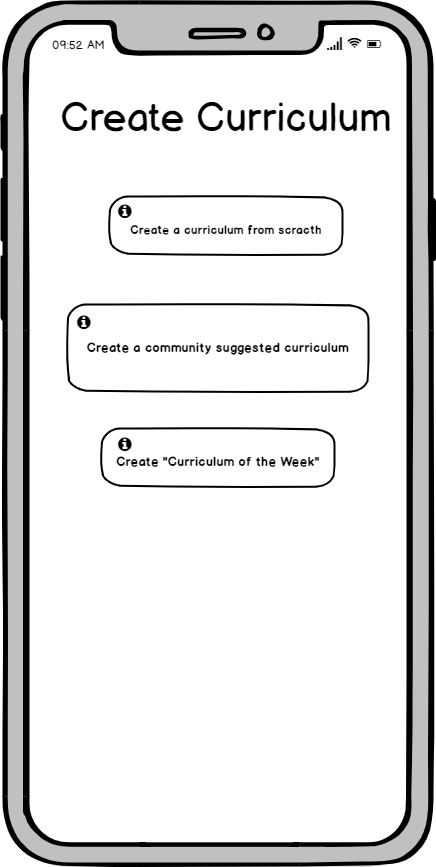 09:52 AM
Create Curriculum
Create a curriculum from scracth
Create a community suggested curriculum
Create "Curriculum of the Week"